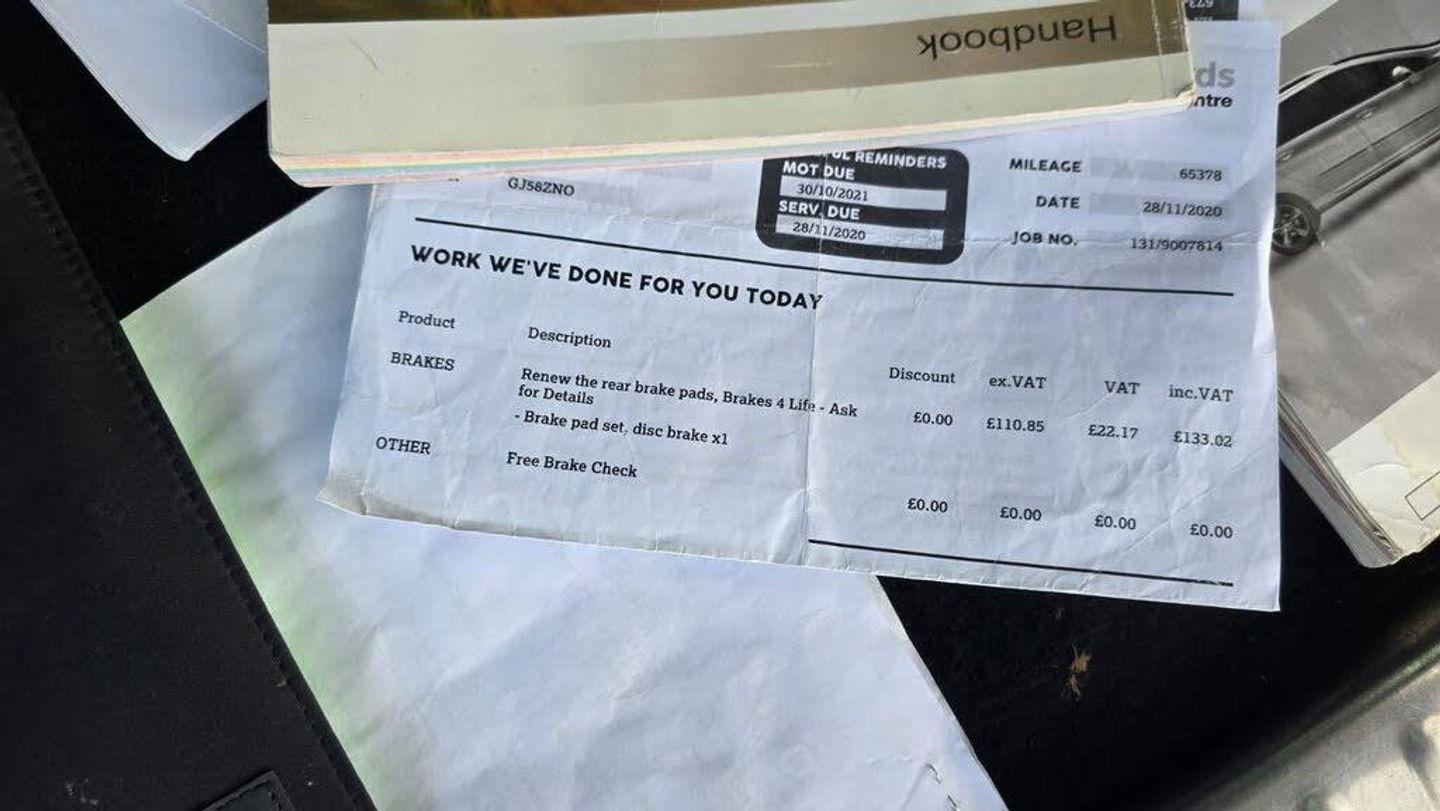 Handbook
ds
ntre
UL REMINDERS
MOT DUE
30/10/2021
SERV. DUE
28/11/2020
GJ58ZNO
MILEAGE 65378
DATE 28/11/2020
JOB NO. 131/9007814
WORK WE'VE DONE FOR YOU TODAY
Product Description Discount ex.VAT VAT inc.VAT
BRAKES Renew the rear brake pads, Brakes 4 Life - Ask
for Details £0.00 £110.85 £22.17 £133.02
- Brake pad set, disc brake x1
OTHER Free Brake Check
£0.00 £0.00 £0.00 £0.00